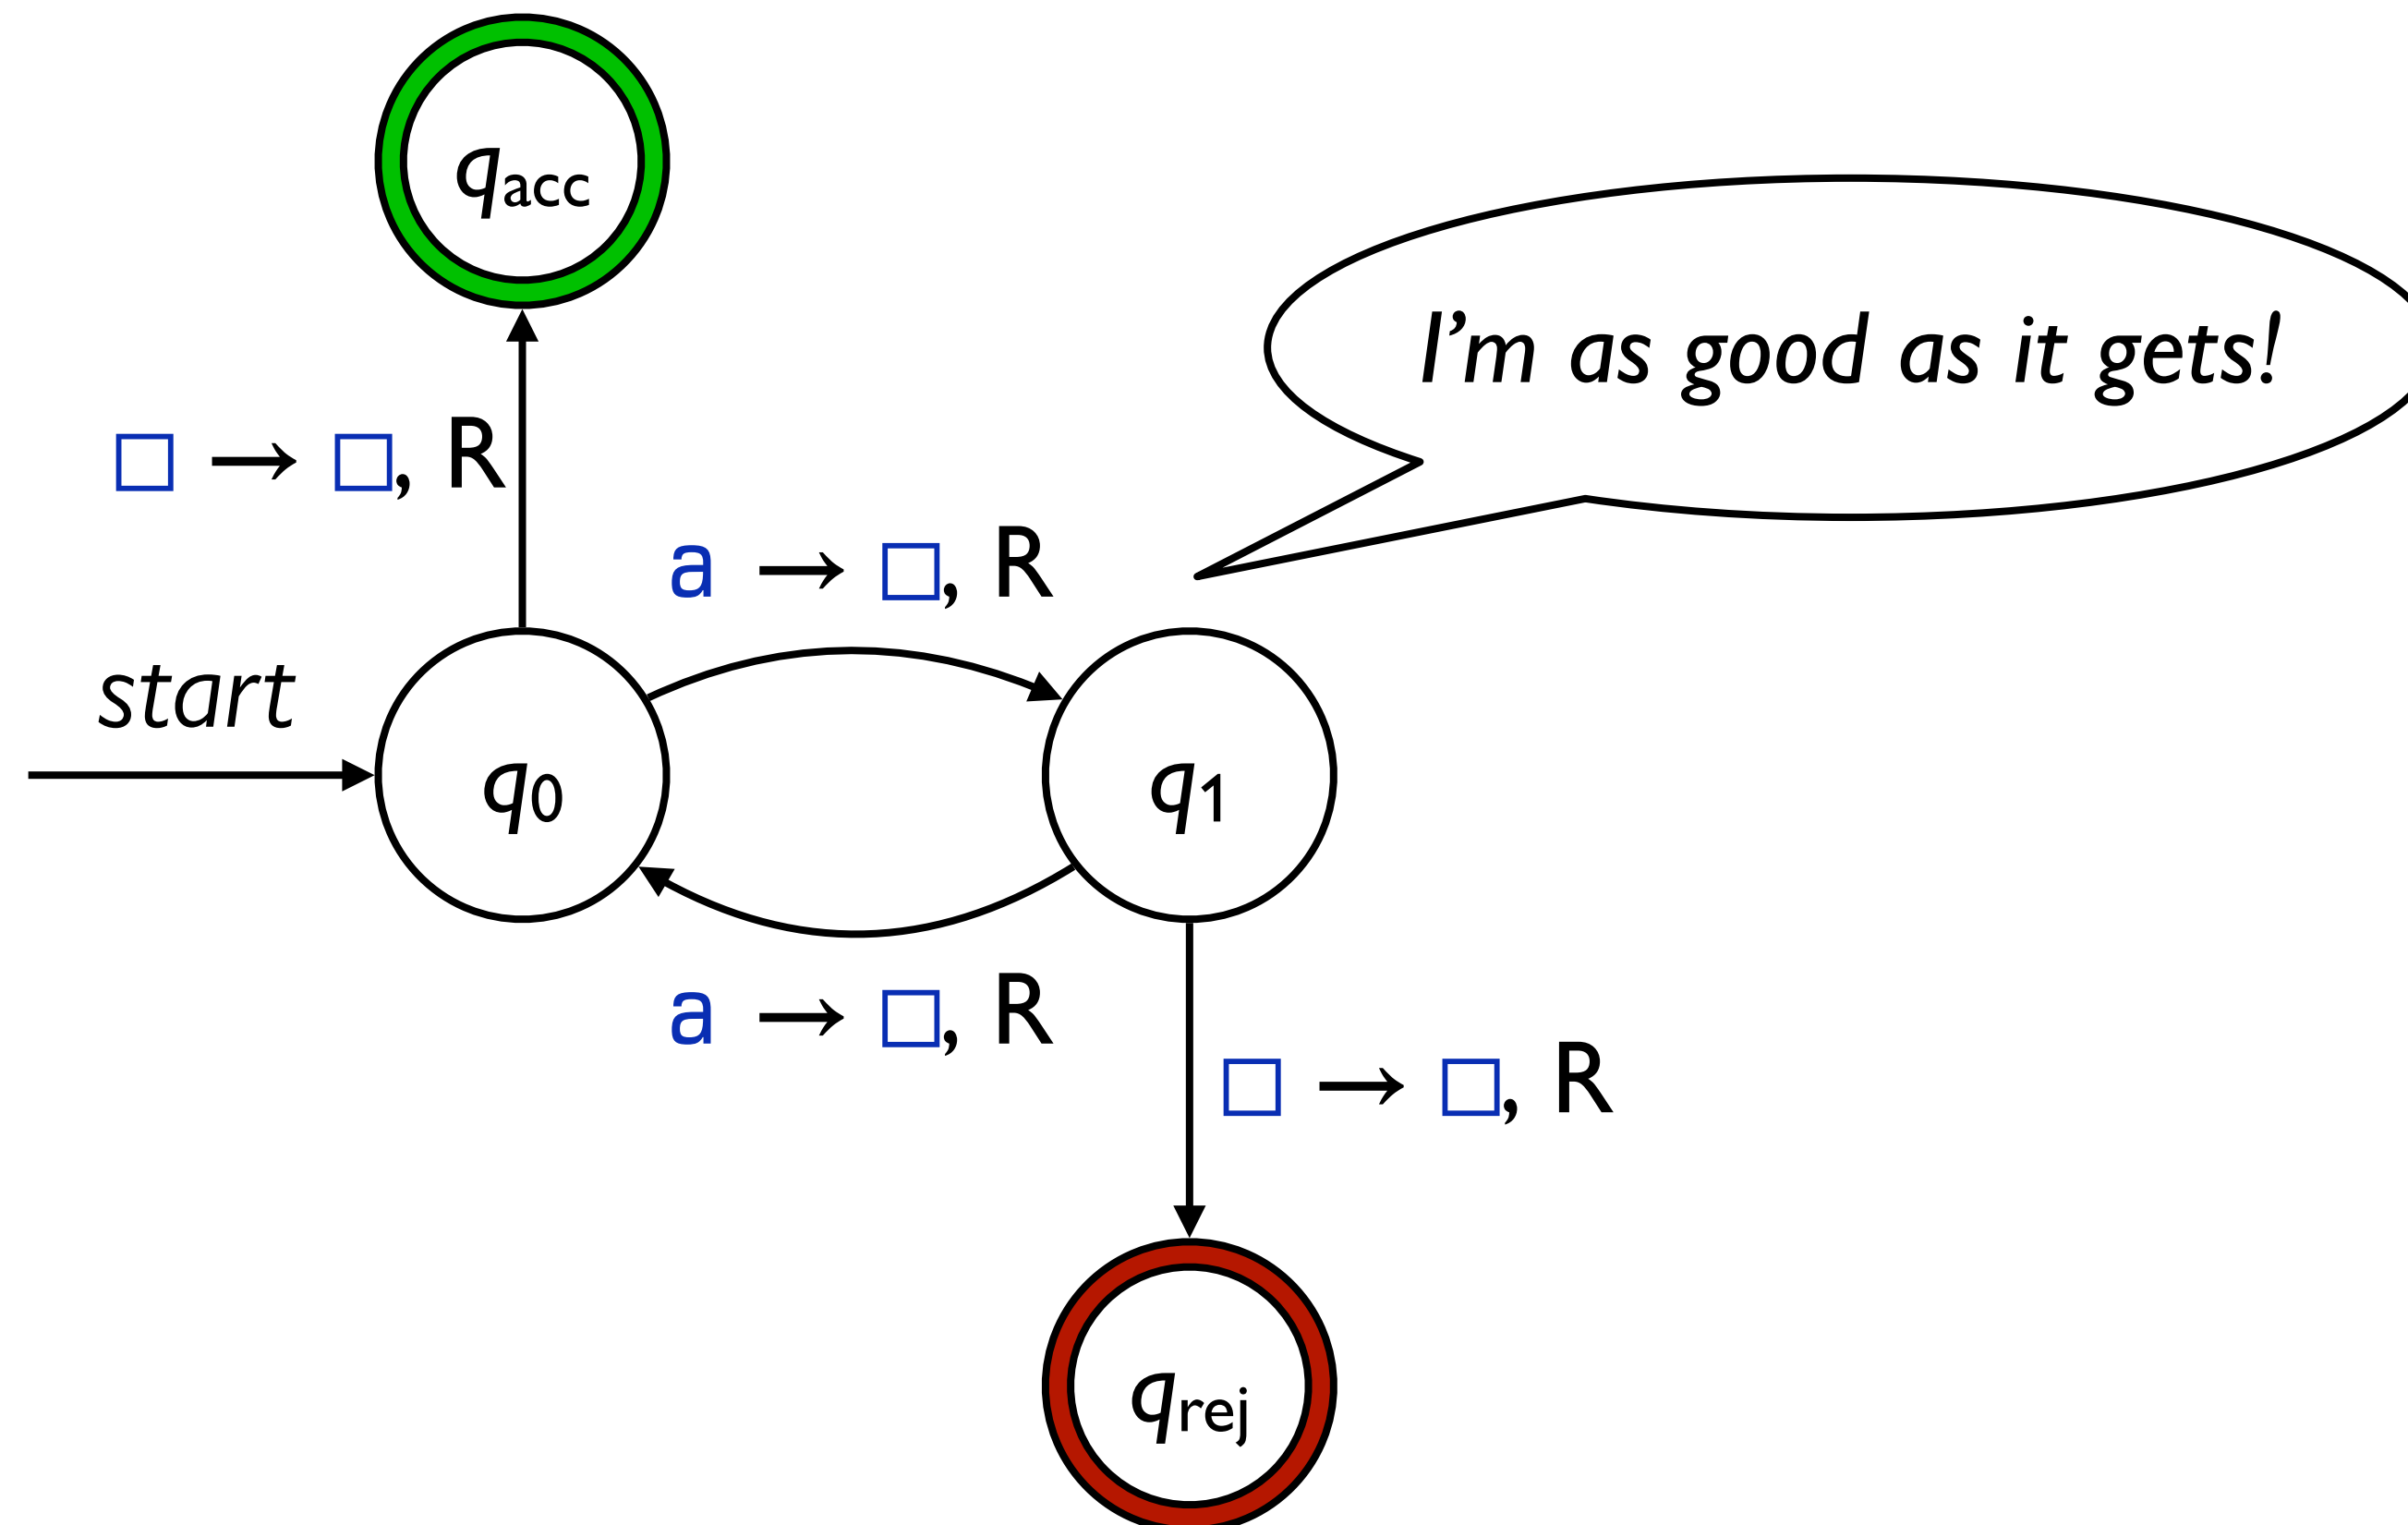 qacc
I'm as good as it gets!
□ → □, R
a → □, R
start
q0
q1
a → □, R
□ → □, R
qrej